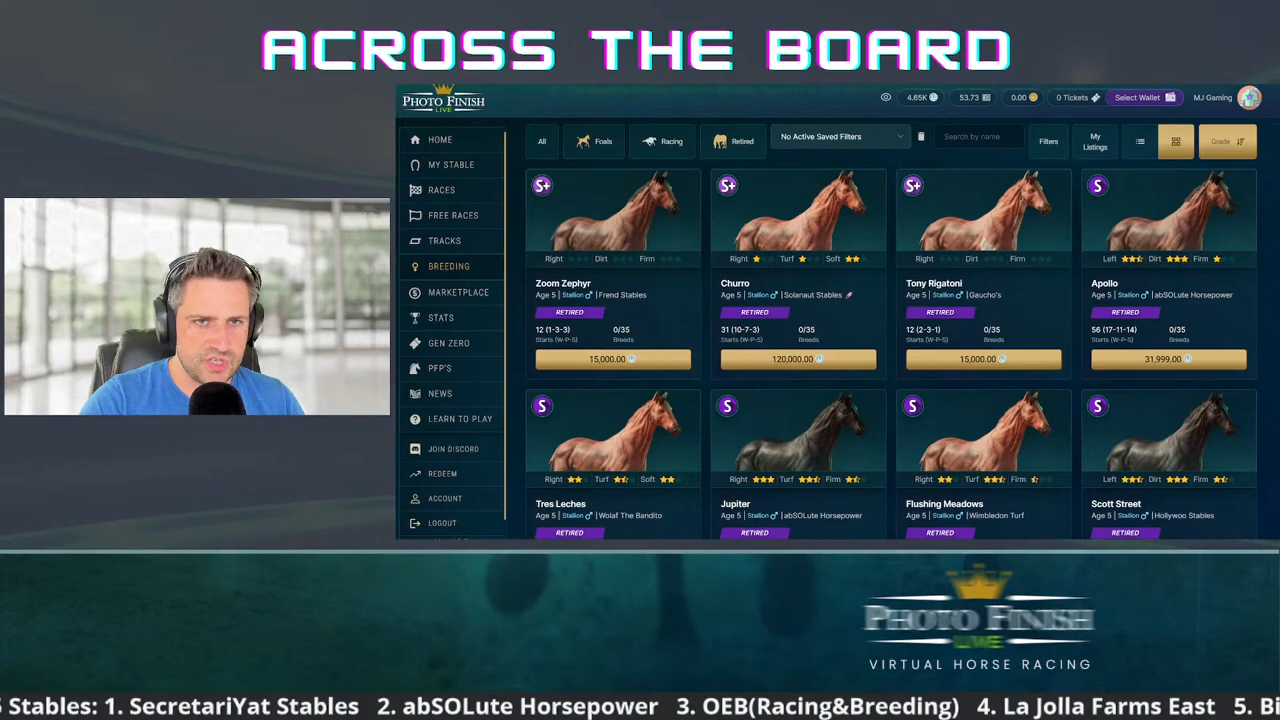 ACROSS THE BOARD
PHOTO FINISH
LIVE
4.65K
53.73
0.00
0 Tickets
Select Wallet
MJ Gaming
HOME
MY STABLE
RACES
FREE RACES
TRACKS
BREEDING
MARKETPLACE
STATS
GEN ZERO
PFP'S
NEWS
LEARN TO PLAY
JOIN DISCORD
REDEEM
ACCOUNT
LOGOUT
All
Foals
Racing
Retired
No Active Saved Filters
Search by name
Filters
My
Listings
Grade
S+
Right Dirt Firm
Zoom Zephyr
Age 5 | Stallion ♂ | Frend Stables
RETIRED
12 (1-3-3) 0/35
Starts (W-P-S) Breeds
15,000.00
S+
Right Turf Soft
Churro
Age 5 | Stallion ♂ | Solanaut Stables 🚀
RETIRED
31 (10-7-3) 0/35
Starts (W-P-S) Breeds
120,000.00
S+
Right Dirt Firm
Tony Rigatoni
Age 5 | Stallion ♂ | Gaucho's
RETIRED
12 (2-3-1) 0/35
Starts (W-P-S) Breeds
15,000.00
S
Left Dirt Firm
Apollo
Age 5 | Stallion ♂ | abSOLute Horsepower
RETIRED
56 (17-11-14) 0/35
Starts (W-P-S) Breeds
31,999.00
S
Right Turf Soft
Tres Leches
Age 5 | Stallion ♂ | Wolaf The Bandito
RETIRED
S
Right Turf Firm
Jupiter
Age 5 | Stallion ♂ | abSOLute Horsepower
RETIRED
S
Right Turf Firm
Flushing Meadows
Age 5 | Stallion ♂ | Wimbledon Turf
RETIRED
S
Left Dirt Firm
Scott Street
Age 5 | Stallion ♂ | Hollywoo Stables
RETIRED
PHOTO FINISH
LIVE
VIRTUAL HORSE RACING
Stables: 1. SecretariYat Stables 2. abSOLute Horsepower 3. OEB(Racing&Breeding) 4. La Jolla Farms East 5.